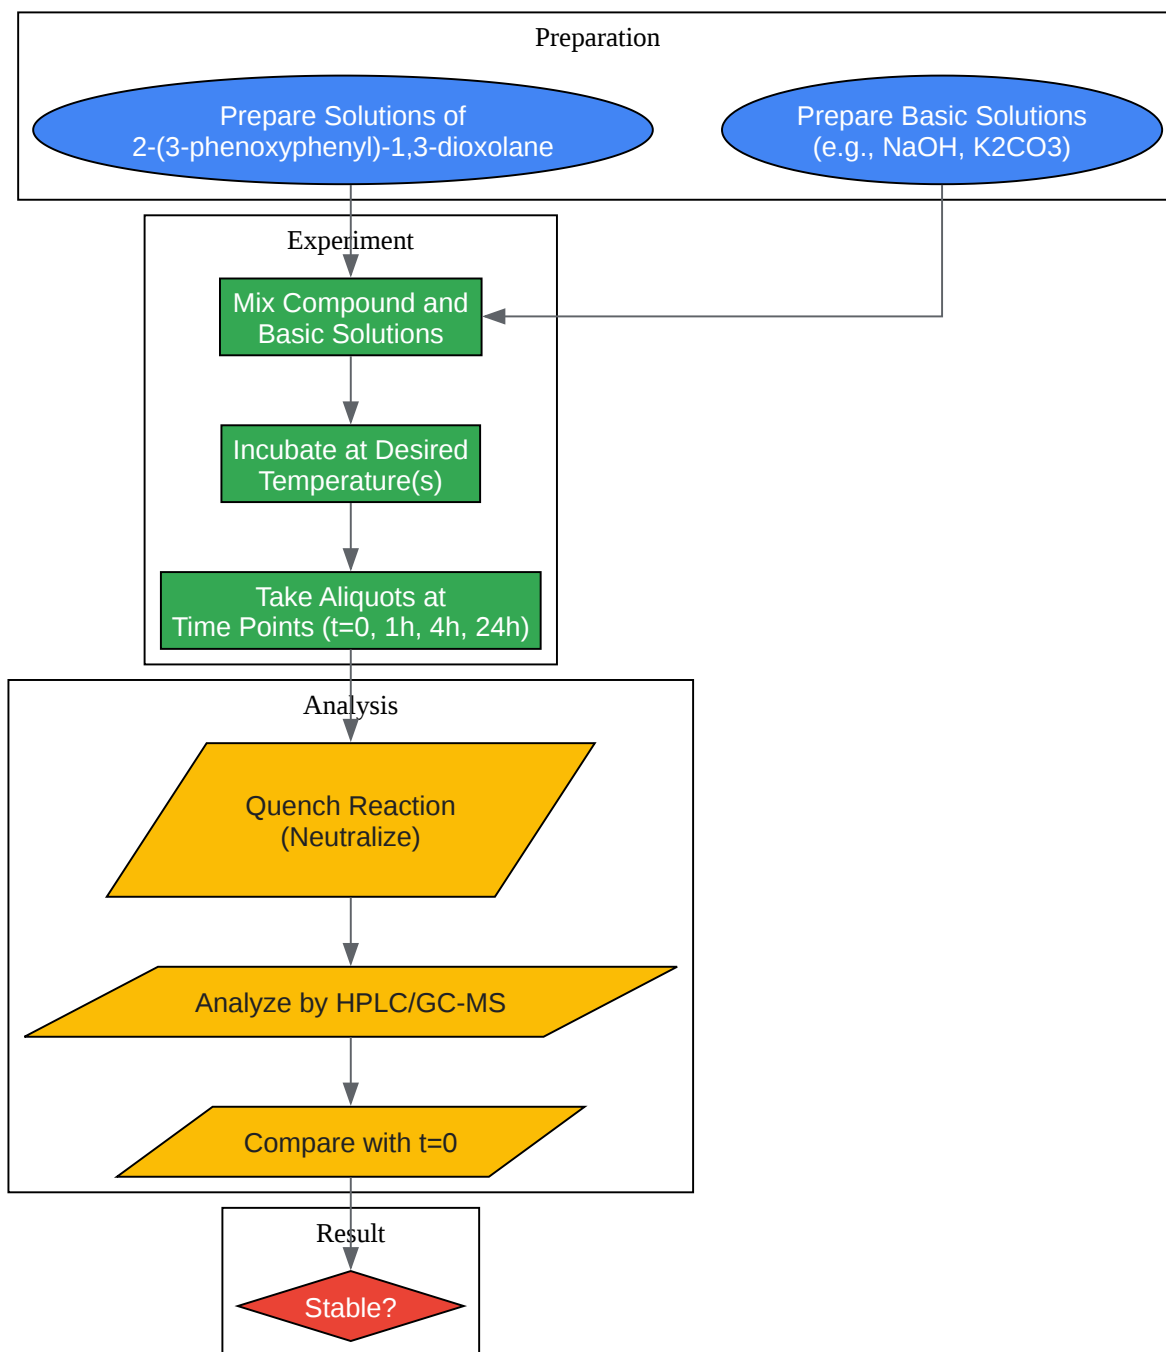 Preparation
Prepare Solutions of
2-(3-phenoxyphenyl)-1,3-dioxolane
Prepare Basic Solutions
(e.g., NaOH, K2CO3)
Experiment
Mix Compound and
Basic Solutions
Incubate at Desired
Temperature(s)
Take Aliquots at
Time Points (t=0, 1h, 4h, 24h)
Analysis
Quench Reaction
(Neutralize)
Analyze by HPLC/GC-MS
Compare with t=0
Result
Stable?